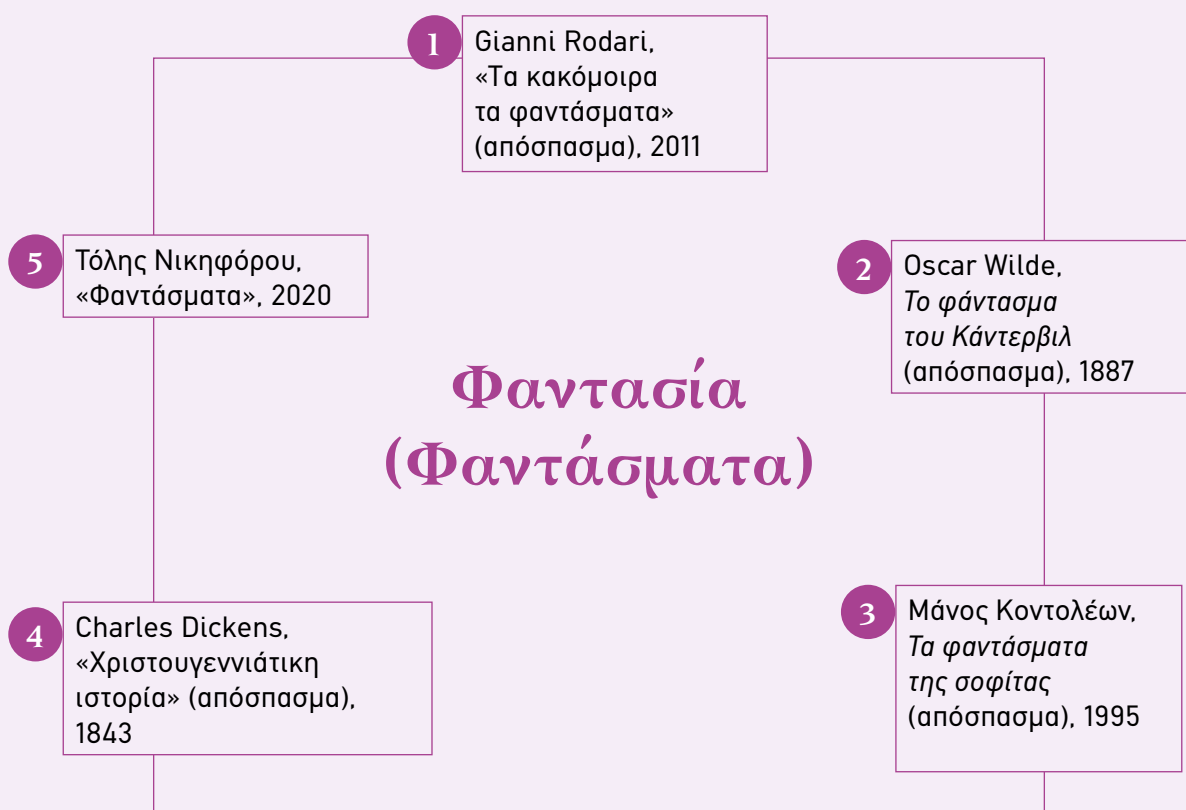 1
Gianni Rodari,
«Τα κακόμοιρα
τα φαντάσματα»
(απόσπασμα), 2011
5
Τόλης Νικηφόρου,
«Φαντάσματα», 2020
2
Oscar Wilde,
Το φάντασμα
του Κάντερβιλ
(απόσπασμα), 1887
Φαντασία
(Φαντάσματα)
4
Charles Dickens,
«Χριστουγεννιάτικη
ιστορία» (απόσπασμα),
1843
3
Μάνος Κοντολέων,
Τα φαντάσματα
της σοφίτας
(απόσπασμα), 1995